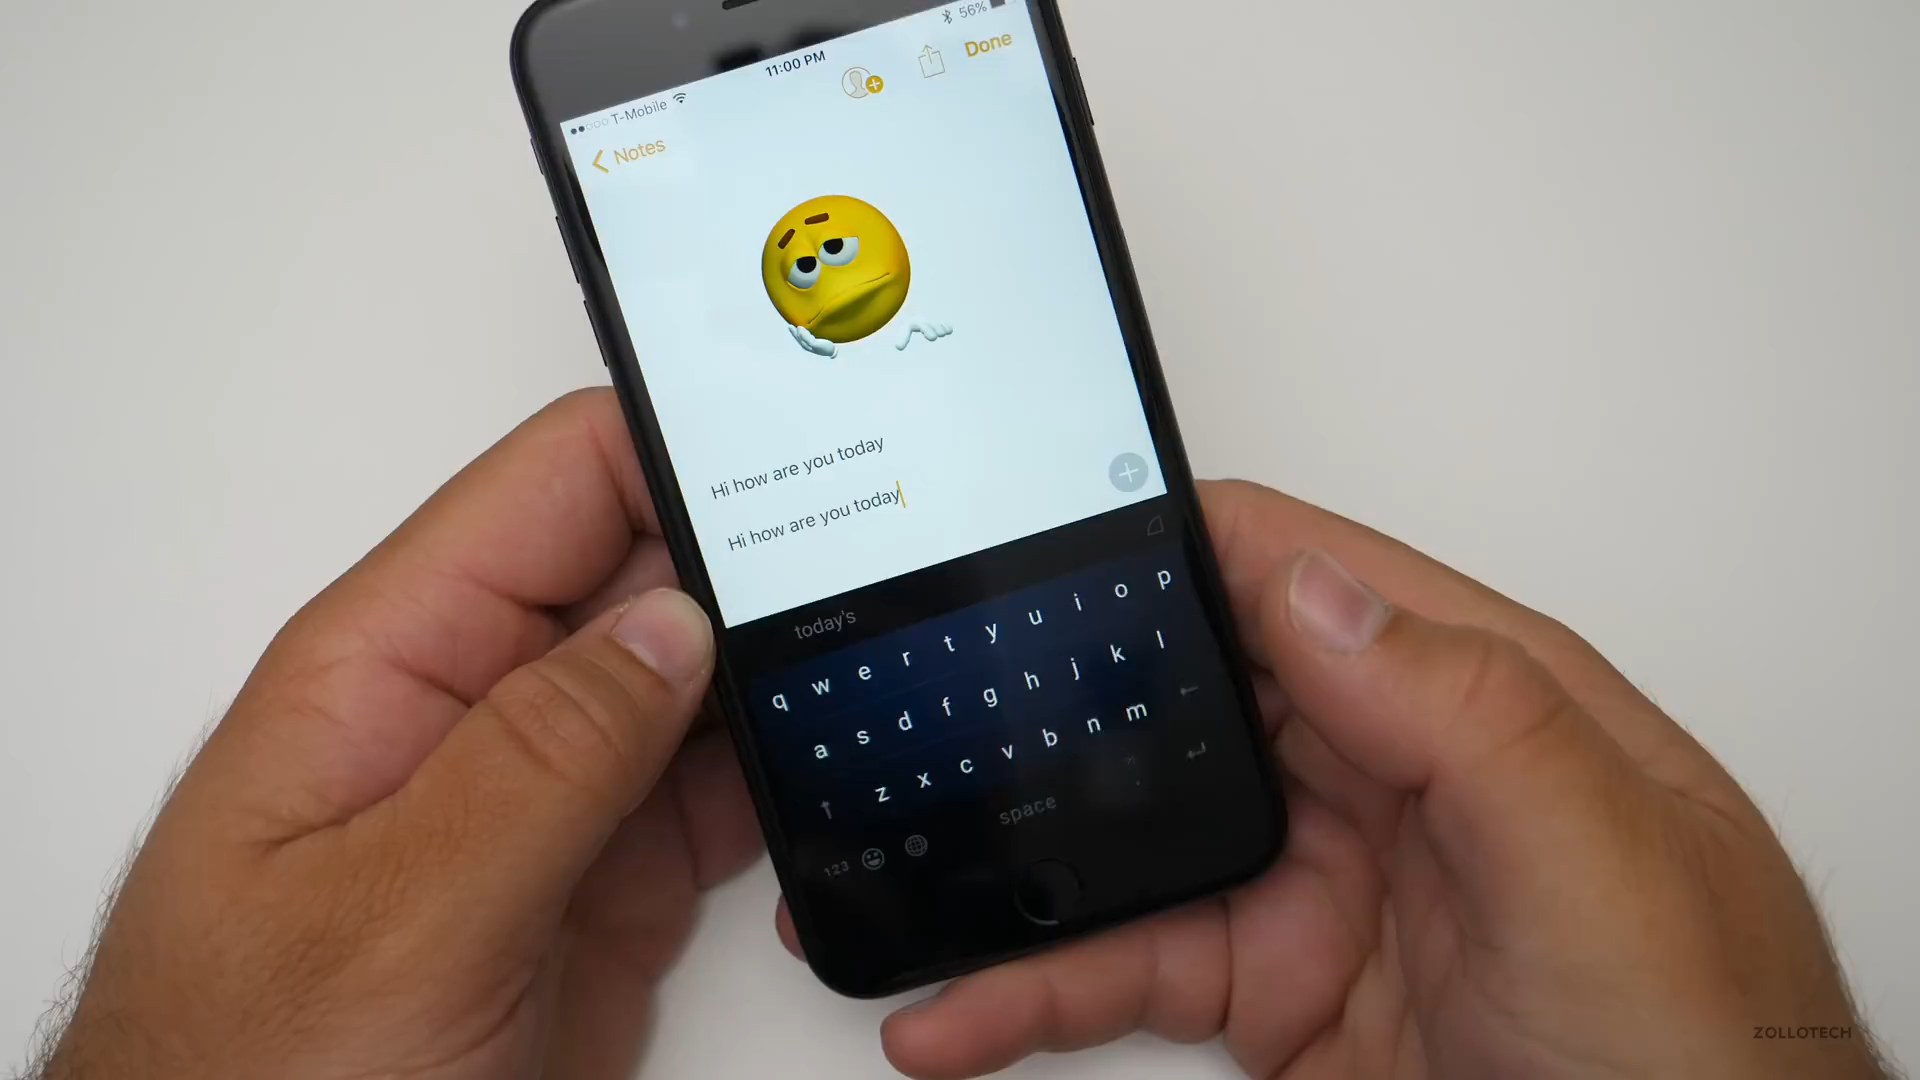 T-Mobile
11:00 PM
56%
Notes
Done
Hi how are you today
Hi how are you today
today's
q w e r t y u i o p
a s d f g h j k l
z x c v b n m
123
space
ZOLLOTECH